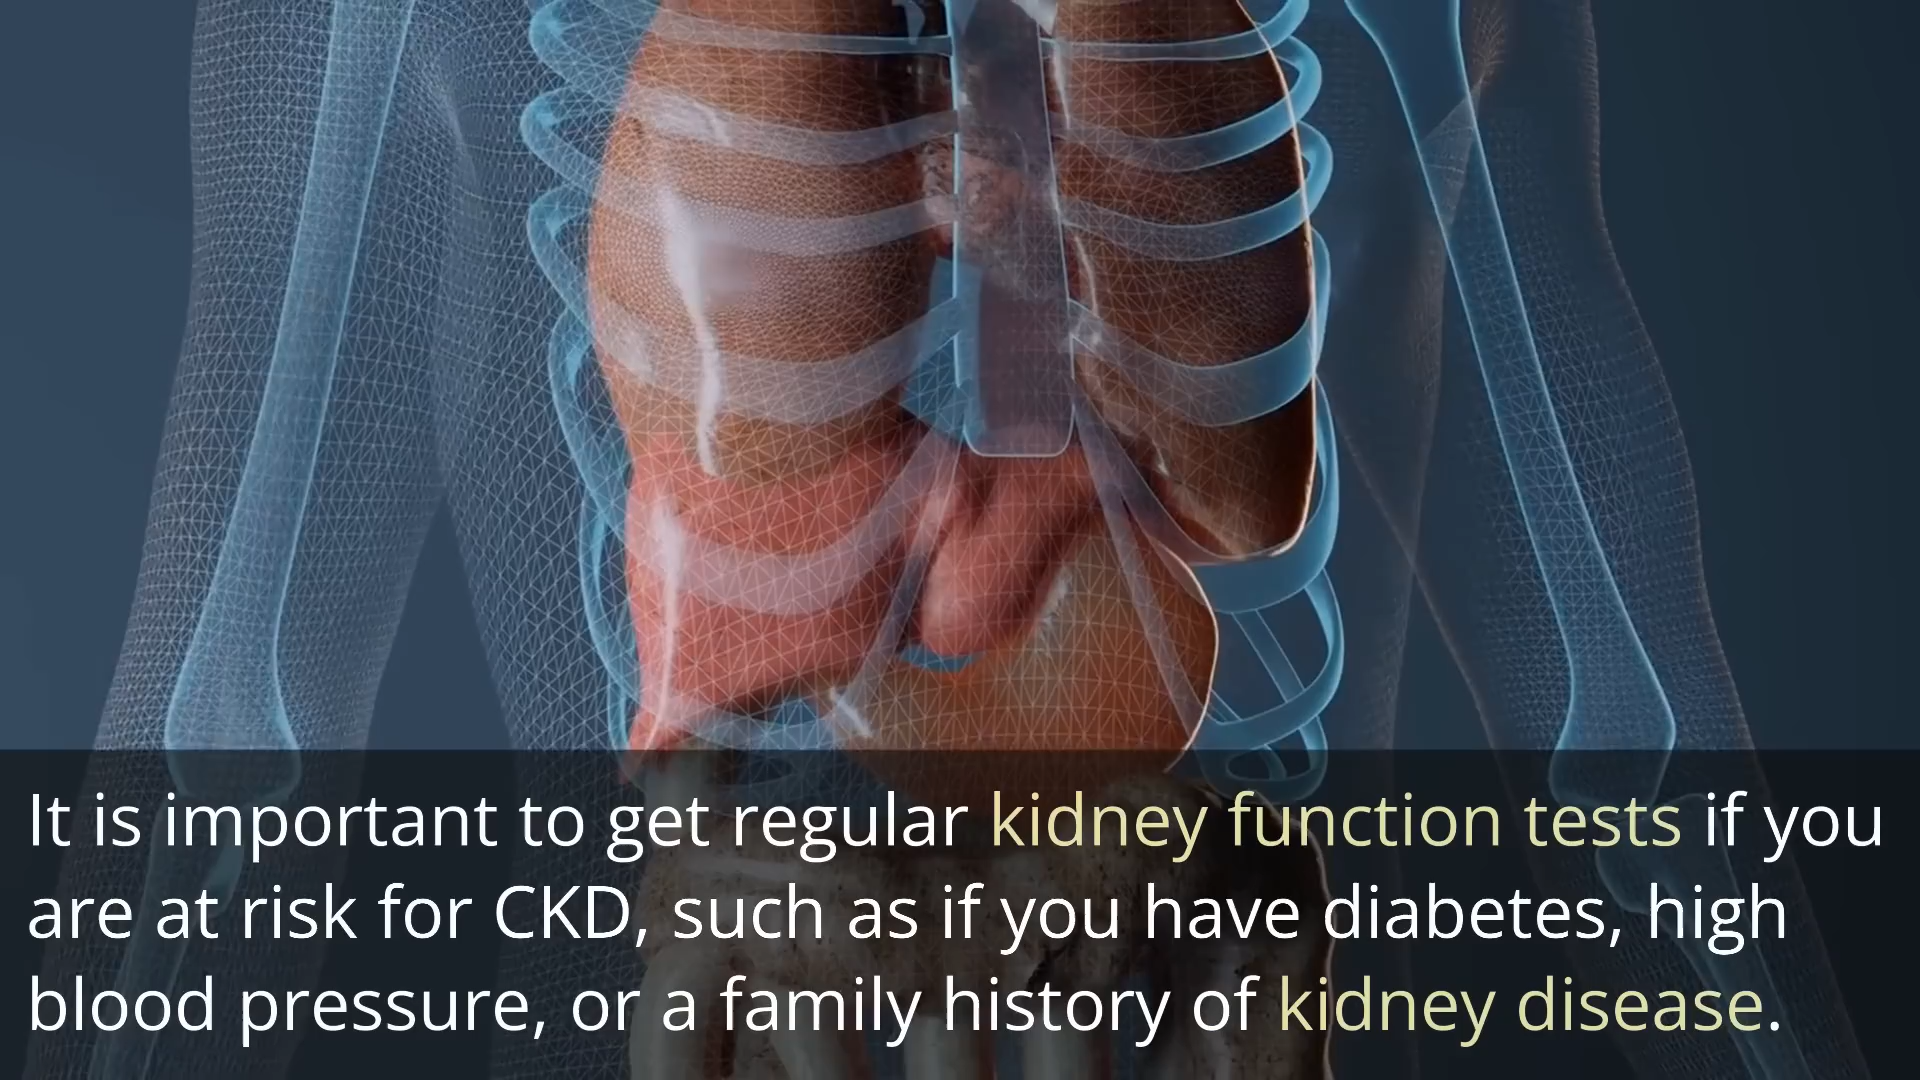 It is important to get regular kidney function tests if you
are at risk for CKD, such as if you have diabetes, high
blood pressure, or a family history of kidney disease.